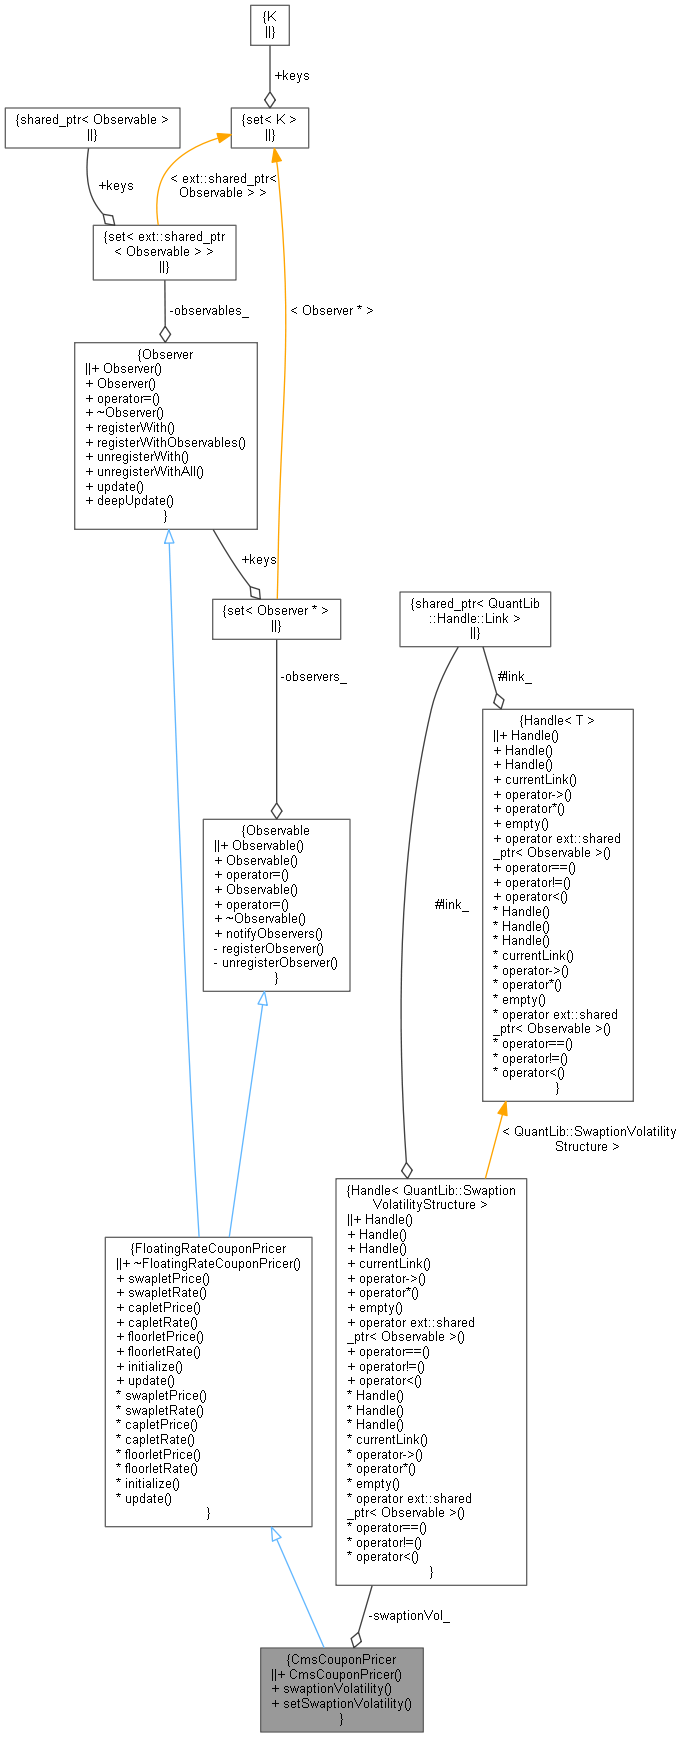 {K
||}
+keys
{shared_ptr< Observable >
||}
{set< K >
||}
+keys
< ext::shared_ptr<
Observable > >
{set< ext::shared_ptr
< Observable > >
||}
-observables_
< Observer * >
{Observer
||+ Observer()
+ Observer()
+ operator=()
+ ~Observer()
+ registerWith()
+ registerWithObservables()
+ unregisterWith()
+ unregisterWithAll()
+ update()
+ deepUpdate()
}
+keys
{set< Observer * >
||}
{shared_ptr< QuantLib
::Handle::Link >
||}
-observers_
#link_
{Handle< T >
||+ Handle()
+ Handle()
+ Handle()
+ currentLink()
+ operator->()
+ operator*()
+ empty()
+ operator ext::shared
_ptr< Observable >()
+ operator==()
+ operator!=()
+ operator<()
* Handle()
* Handle()
* Handle()
* currentLink()
* operator->()
* operator*()
* empty()
* operator ext::shared
_ptr< Observable >()
* operator==()
* operator!=()
* operator<()
}
{Observable
||+ Observable()
+ Observable()
+ operator=()
+ Observable()
+ operator=()
+ ~Observable()
+ notifyObservers()
- registerObserver()
- unregisterObserver()
}
#link_
< QuantLib::SwaptionVolatility
Structure >
{Handle< QuantLib::Swaption
VolatilityStructure >
||+ Handle()
+ Handle()
+ Handle()
+ currentLink()
+ operator->()
+ operator*()
+ empty()
+ operator ext::shared
_ptr< Observable >()
+ operator==()
+ operator!=()
+ operator<()
* Handle()
* Handle()
* Handle()
* currentLink()
* operator->()
* operator*()
* empty()
* operator ext::shared
_ptr< Observable >()
* operator==()
* operator!=()
* operator<()
}
{FloatingRateCouponPricer
||+ ~FloatingRateCouponPricer()
+ swapletPrice()
+ swapletRate()
+ capletPrice()
+ capletRate()
+ floorletPrice()
+ floorletRate()
+ initialize()
+ update()
* swapletPrice()
* swapletRate()
* capletPrice()
* capletRate()
* floorletPrice()
* floorletRate()
* initialize()
* update()
}
-swaptionVol_
{CmsCouponPricer
||+ CmsCouponPricer()
+ swaptionVolatility()
+ setSwaptionVolatility()
}